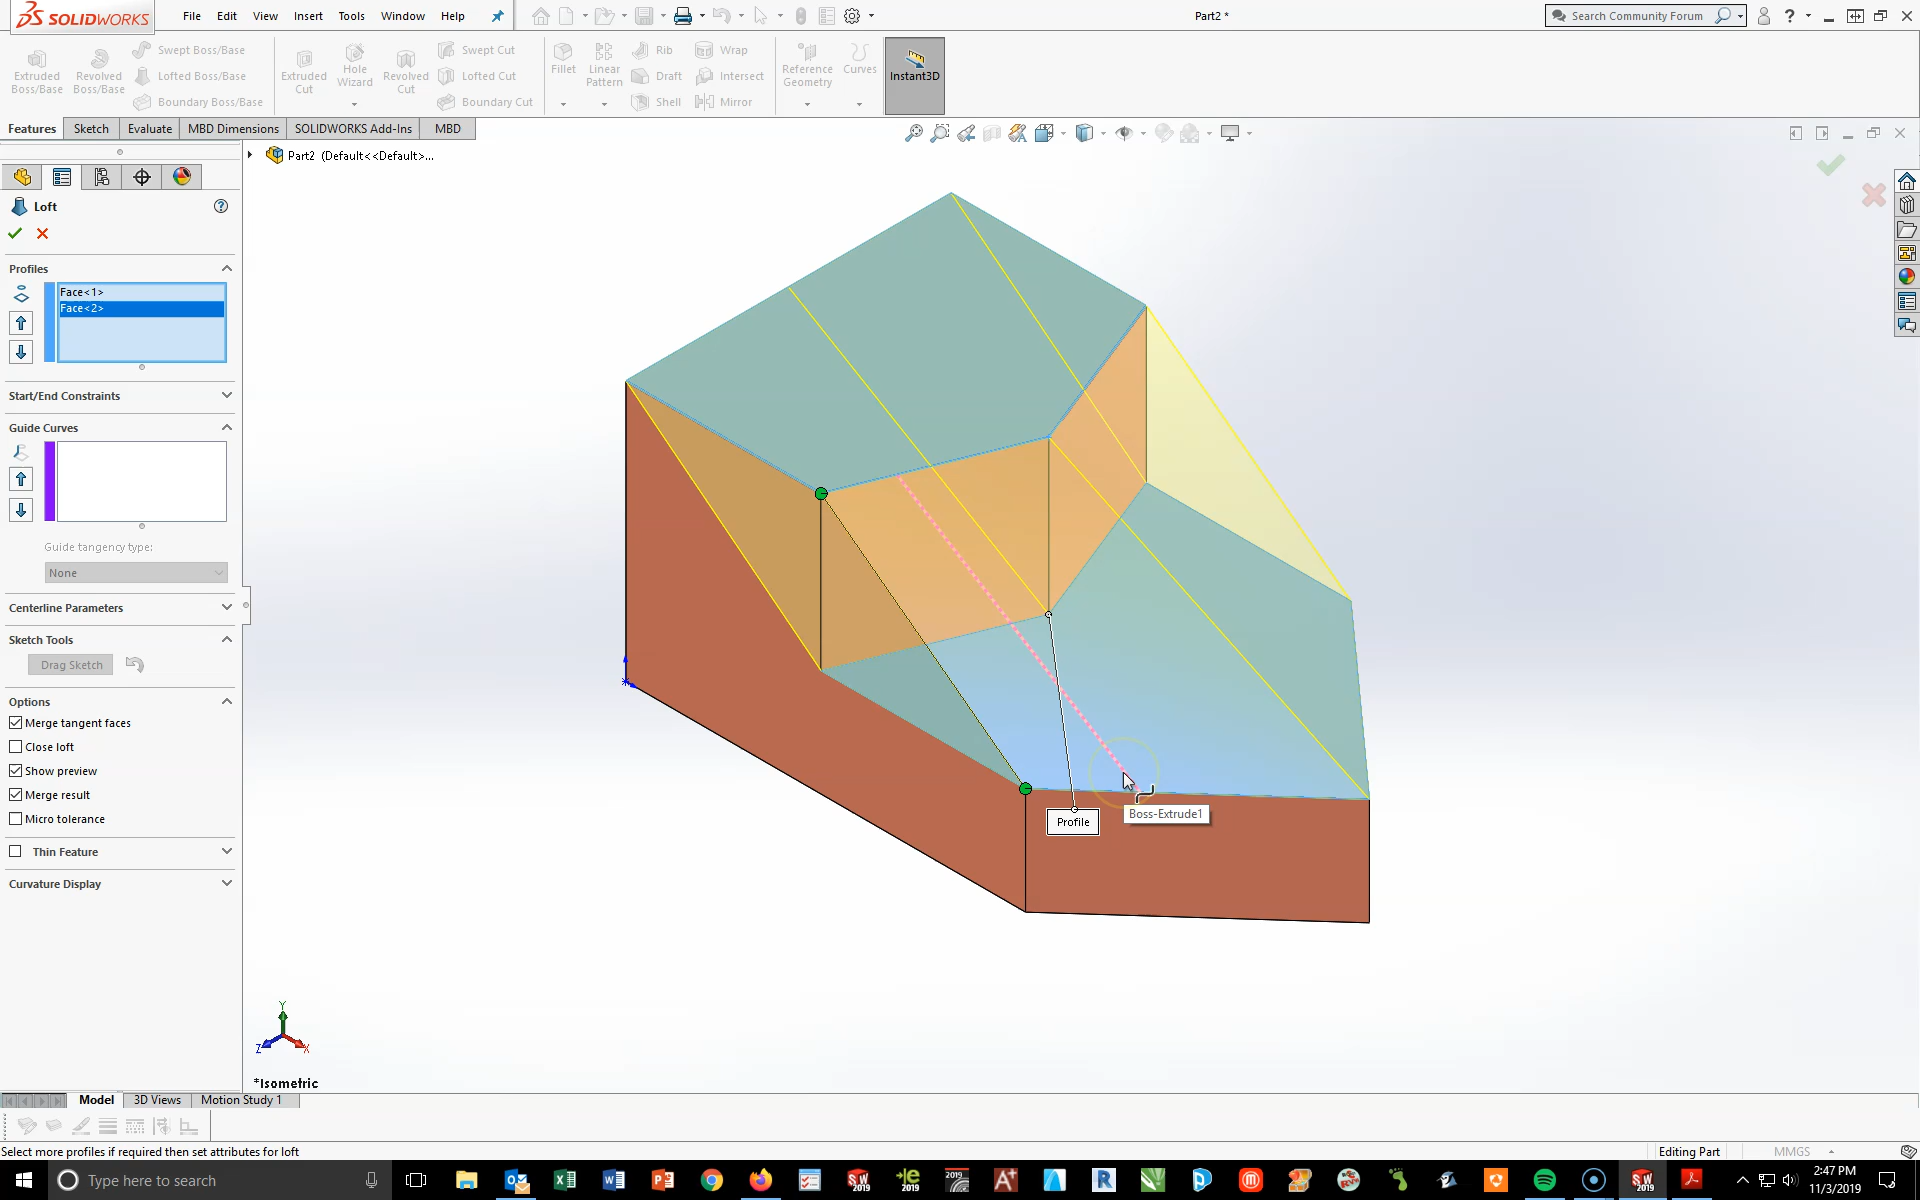 SOLIDWORKS
File Edit View Insert Tools Window Help
Part2 *
Search Community Forum
Extruded Boss/Base
Revolved Boss/Base
Swept Boss/Base
Lofted Boss/Base
Boundary Boss/Base
Extruded Cut
Hole Wizard
Revolved Cut
Swept Cut
Lofted Cut
Boundary Cut
Fillet
Linear Pattern
Rib
Draft
Shell
Wrap
Intersect
Mirror
Reference Geometry
Curves
Instant3D
Features Sketch Evaluate MBD Dimensions SOLIDWORKS Add-Ins MBD
Part2 (Default<<Default>...
Loft
Profiles
Face<1>
Face<2>
Start/End Constraints
Guide Curves
Guide tangency type:
None
Centerline Parameters
Sketch Tools
Drag Sketch
Options
Merge tangent faces
Close loft
Show preview
Merge result
Micro tolerance
Thin Feature
Curvature Display
Profile
Boss-Extrude1
Y
Z
X
*Isometric
Model 3D Views Motion Study 1
Select more profiles if required then set attributes for loft
Editing Part
MMGS
Type here to search
2:47 PM
11/3/2019